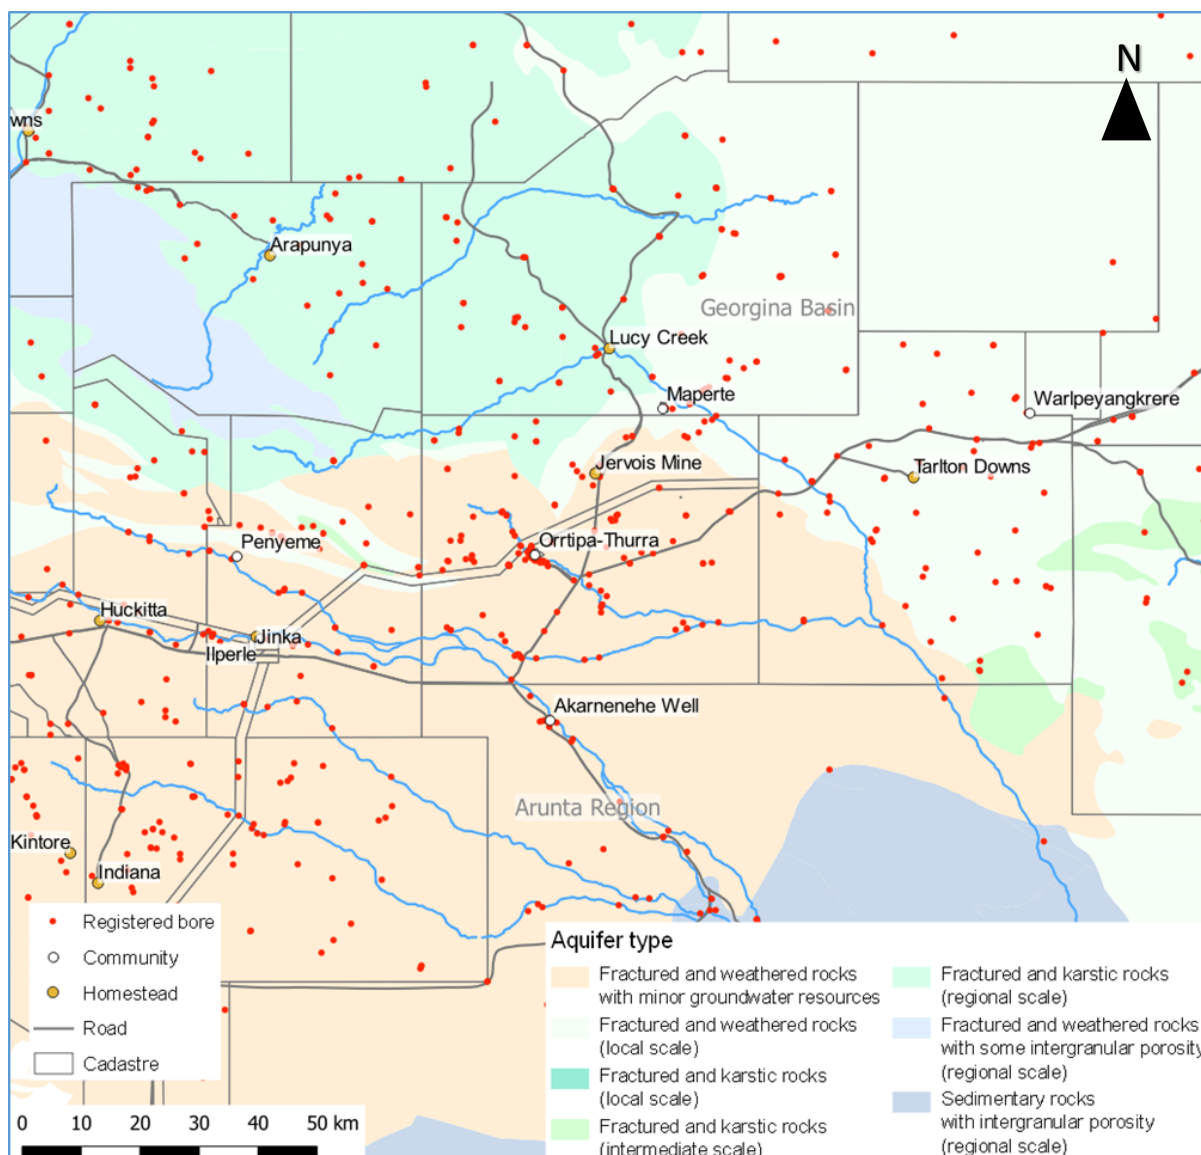 N
wns
Arapunya
Georgina Basin
Lucy Creek
Maperte
Warlpeyangkrere
Jervois Mine
Tarlton Downs
Orrtipa-Thurra
Penyeme
Huckitta
Jinka
Ilperle
Akarnenehe Well
Arunta Region
Kintore
Indiana
Registered bore
Community
Homestead
Road
Cadastre
0 10 20 30 40 50 km
Aquifer type
Fractured and weathered rocks
with minor groundwater resources
Fractured and weathered rocks
(local scale)
Fractured and karstic rocks
(local scale)
Fractured and karstic rocks
(intermediate scale)
Fractured and karstic rocks
(regional scale)
Fractured and weathered rocks
with some intergranular porosity
(regional scale)
Sedimentary rocks
with intergranular porosity
(regional scale)